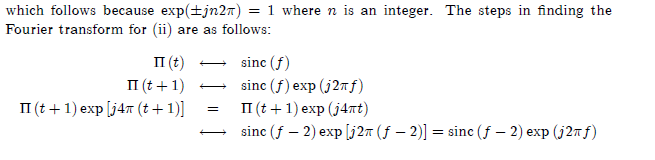 which follows because exp(±jn2π) = 1 where n is an integer. The steps in finding the
Fourier transform for (ii) are as follows:
Π (t) ⟷ sinc (f)
Π (t + 1) ⟷ sinc (f) exp (j2πf)
Π (t + 1) exp [j4π (t + 1)] = Π (t + 1) exp (j4πt)
⟷ sinc (f − 2) exp [j2π (f − 2)] = sinc (f − 2) exp (j2πf)